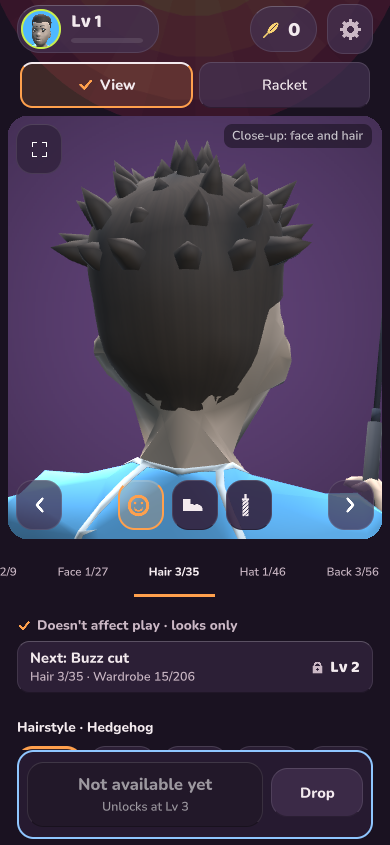 Lv 1
0
View
Racket
Close-up: face and hair
2/9
Face 1/27
Hair 3/35
Hat 1/46
Back 3/56
Doesn't affect play · looks only
Next: Buzz cut
Hair 3/35 · Wardrobe 15/206
Lv 2
Hairstyle · Hedgehog
Not available yet
Unlocks at Lv 3
Drop